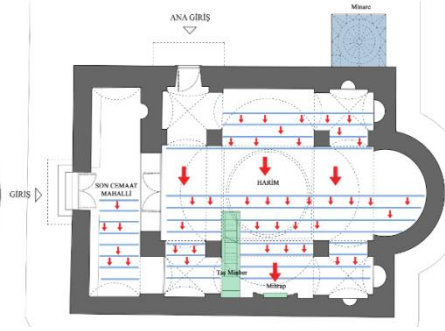 Minare
ANA GİRİŞ
GİRİŞ
SON CEMAAT
MAHALLİ
HARİM
Taş Minber
Mihrap